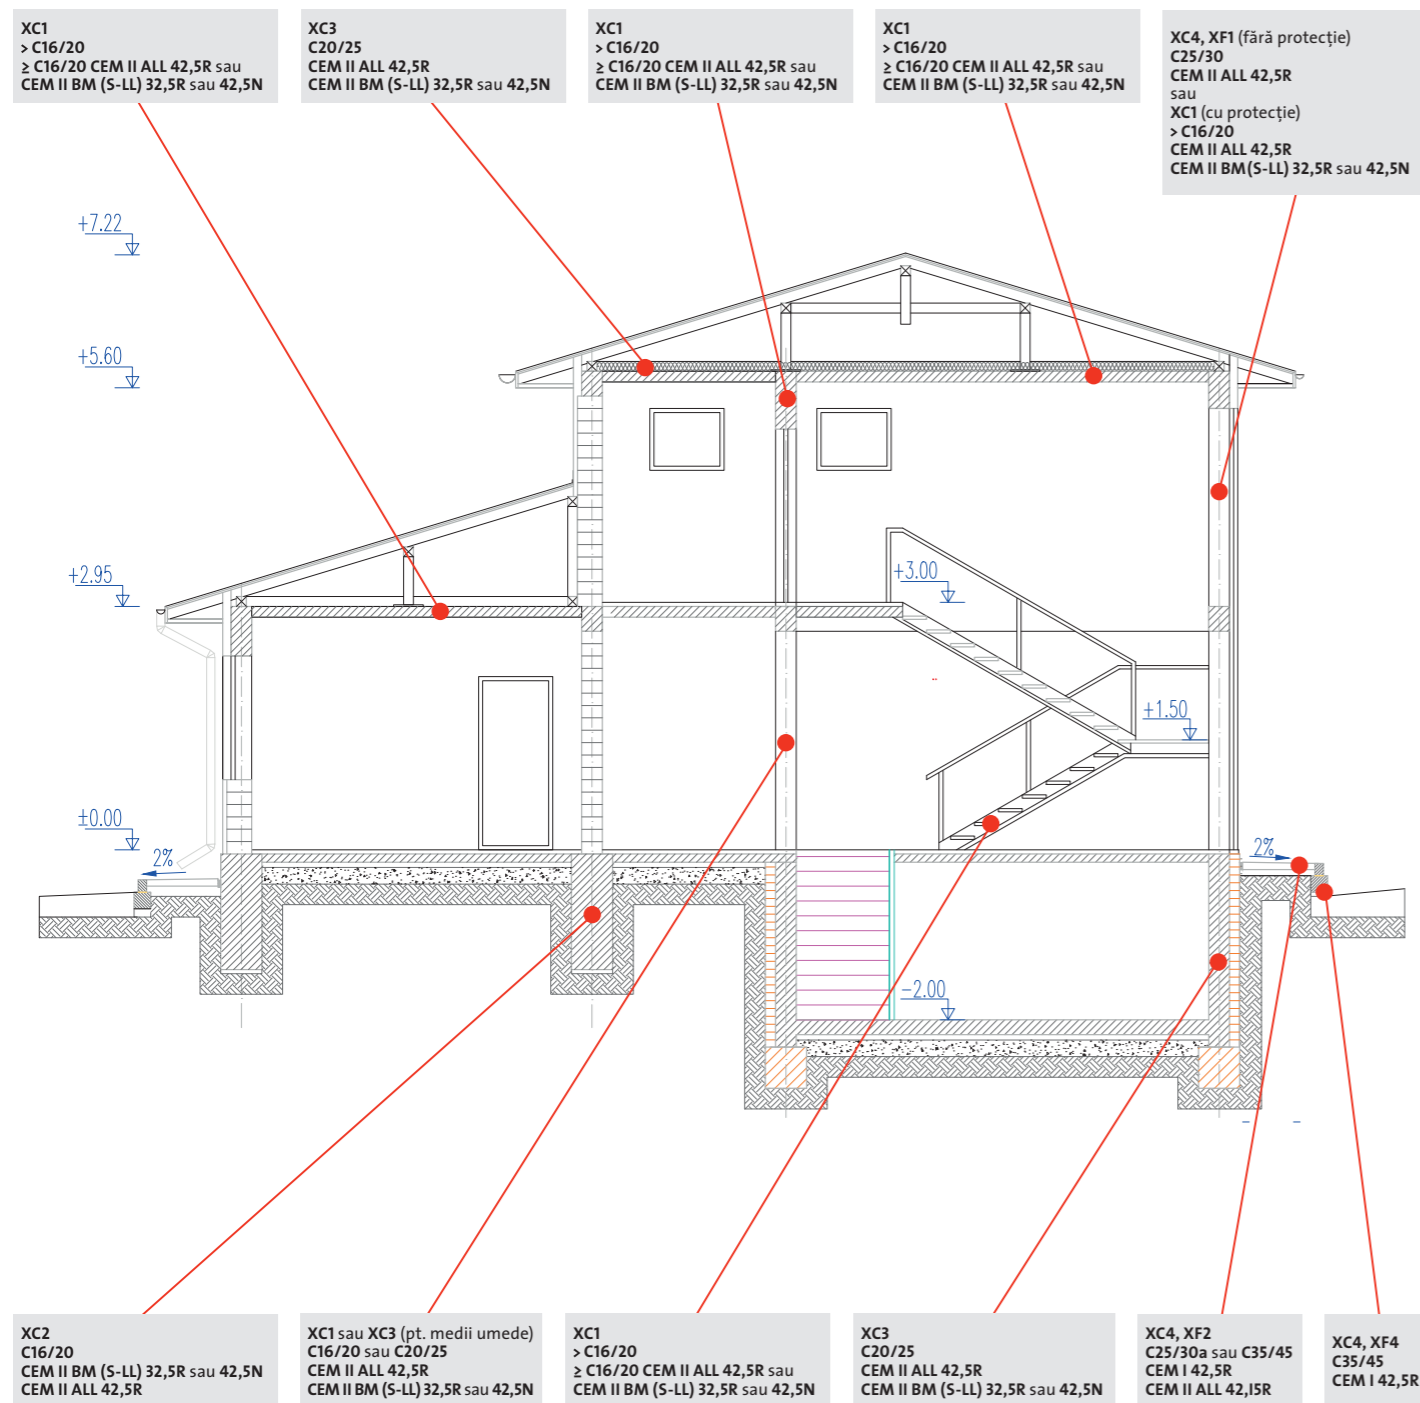 XC1
> C16/20
≥ C16/20 CEM II ALL 42,5R sau
CEM II BM (S-LL) 32,5R sau 42,5N
XC3
C20/25
CEM II ALL 42,5R
CEM II BM (S-LL) 32,5R sau 42,5N
XC1
> C16/20
≥ C16/20 CEM II ALL 42,5R sau
CEM II BM (S-LL) 32,5R sau 42,5N
XC1
> C16/20
≥ C16/20 CEM II ALL 42,5R sau
CEM II BM (S-LL) 32,5R sau 42,5N
XC4, XF1 (fără protecție)
C25/30
CEM II ALL 42,5R
sau
XC1 (cu protecție)
> C16/20
CEM II ALL 42,5R
CEM II BM(S-LL) 32,5R sau 42,5N
+7.22
+5.60
+2.95
+3.00
+1.50
±0.00
2%
2%
-2.00
XC2
C16/20
CEM II BM (S-LL) 32,5R sau 42,5N
CEM II ALL 42,5R
XC1 sau XC3 (pt. medii umede)
C16/20 sau C20/25
CEM II ALL 42,5R
CEM II BM (S-LL) 32,5R sau 42,5N
XC1
> C16/20
≥ C16/20 CEM II ALL 42,5R sau
CEM II BM (S-LL) 32,5R sau 42,5N
XC3
C20/25
CEM II ALL 42,5R
CEM II BM (S-LL) 32,5R sau 42,5N
XC4, XF2
C25/30a sau C35/45
CEM I 42,5R
CEM II ALL 42,I5R
XC4, XF4
C35/45
CEM I 42,5R